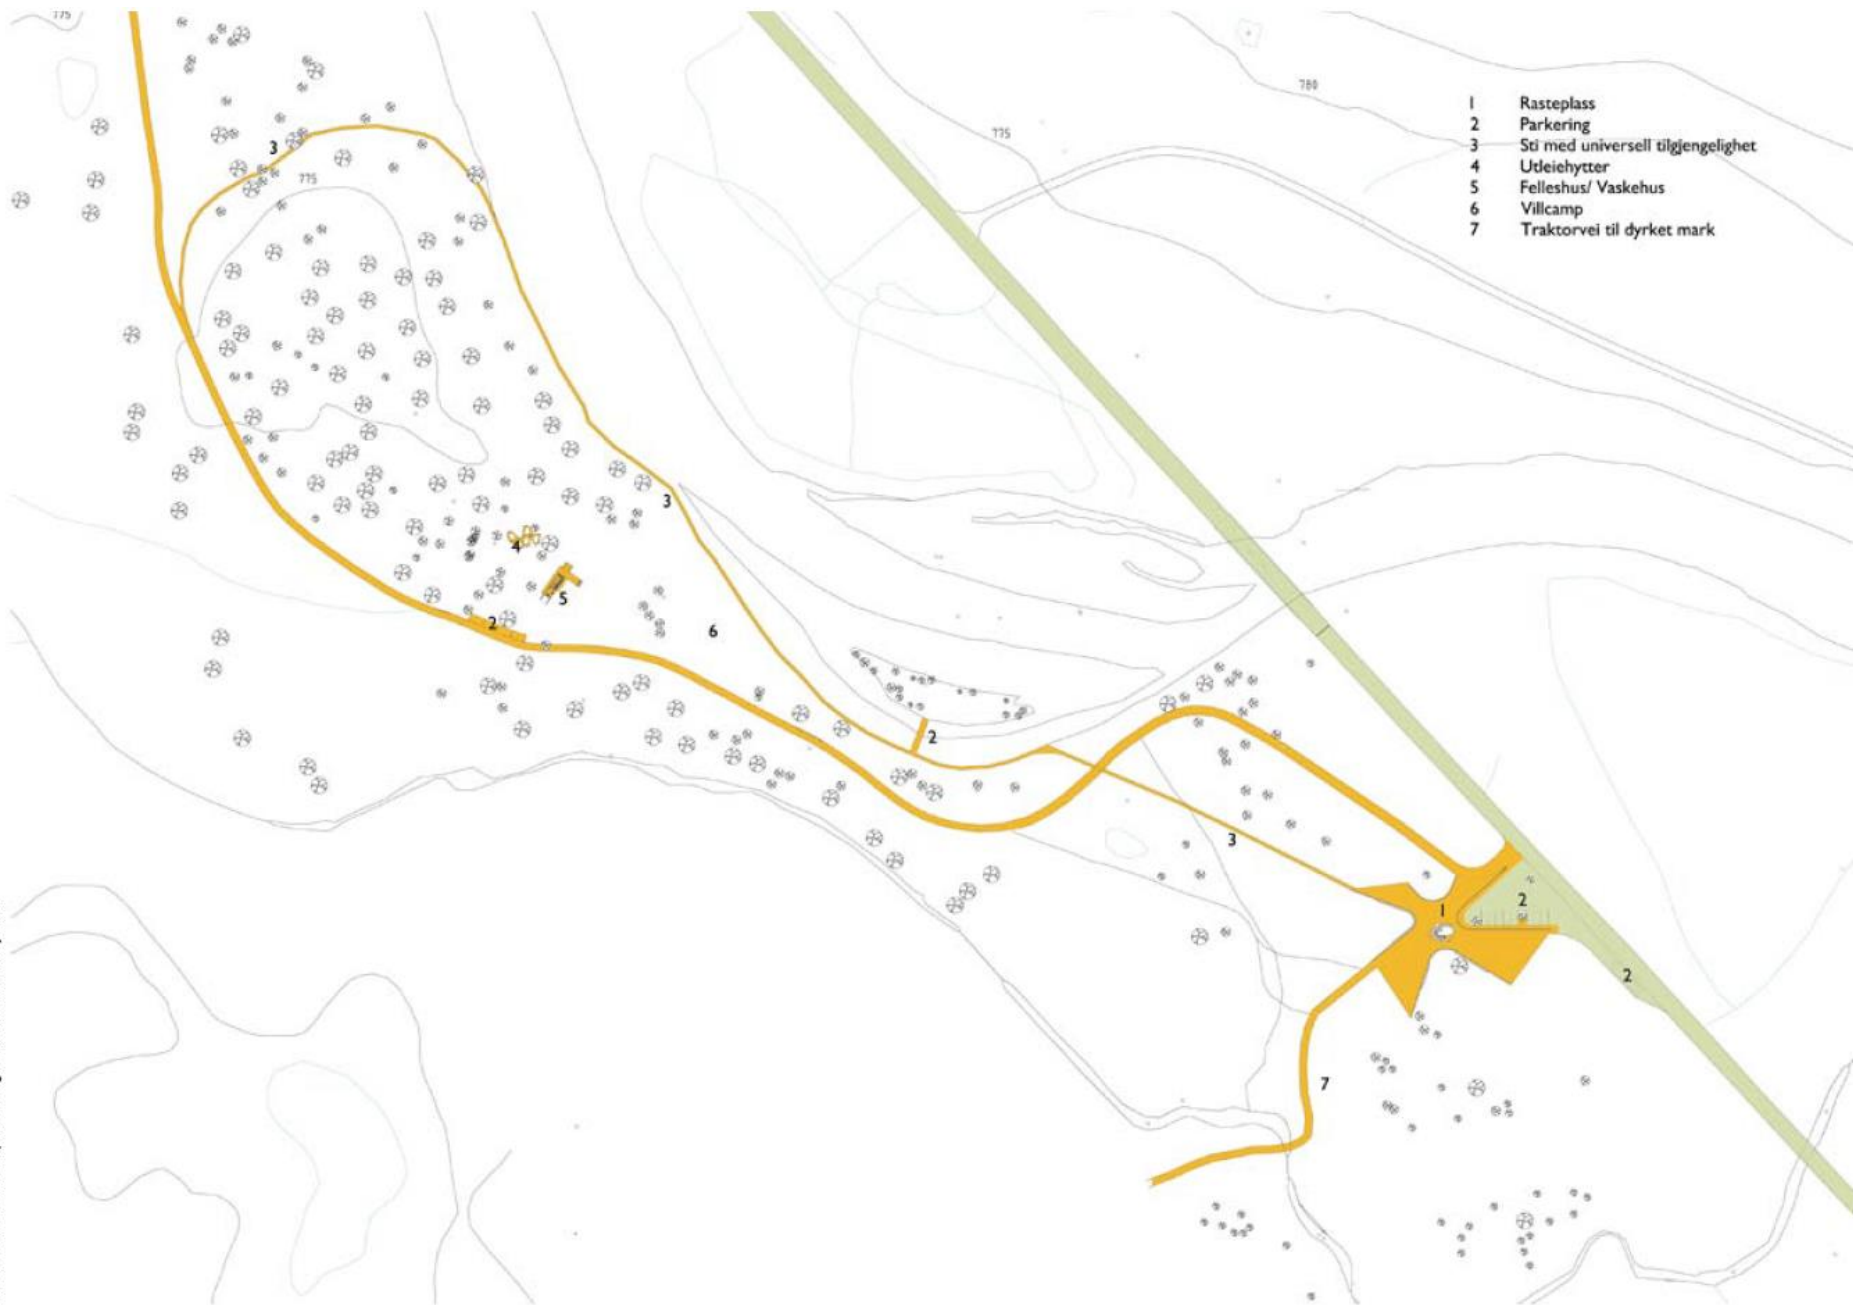 775
780
775
1 Rasteplass
2 Parkering
3 Sti med universell tilgjengelighet
4 Utleiehytter
5 Felleshus/ Vaskehus
6 Villcamp
7 Traktorvei til dyrket mark
3
775
3
4
5
2
6
2
3
2
1
2
7